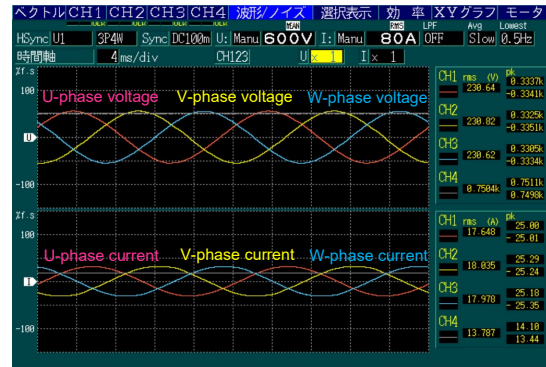 ベクトル CH1 CH2 CH3 CH4 波形/ノイズ 選択表示 効 率 XYグラフ モータ
MEAN RMS LPF Avg Lowest
HSync U1 3P4W Sync DC100m U: Manu 600V I: Manu 80A OFF Slow 0.5Hz
時間軸 4ms/div CH123 U x 1 I x 1
%f.s
100
U-phase voltage V-phase voltage W-phase voltage
U
-100
CH1 rms (V) pk
230.64 0.3337k
-0.3341k
CH2
230.82 0.3325k
-0.3351k
CH3
230.62 0.3305k
-0.3334k
CH4
0.7504k 0.7511k
0.7498k
%f.s
100
U-phase current V-phase current W-phase current
I
-100
CH1 rms (A) pk
17.648 25.00
-25.01
CH2
18.035 25.29
-25.24
CH3
17.978 25.18
-25.35
CH4
13.787 14.10
13.44